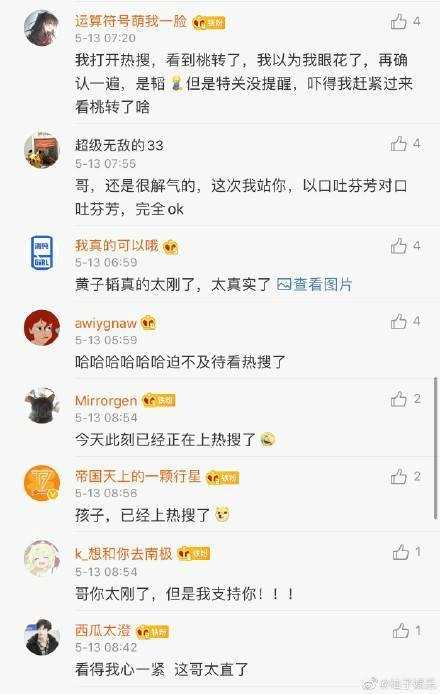 运算符号萌我一脸
5-13 07:20
4
我打开热搜，看到桃转了，我以为我眼花了，再确
认一遍，是韬 但是特关没提醒，吓得我赶紧过来
看桃转了啥
超级无敌的33
5-13 07:55
4
哥，还是很解气的，这次我站你，以口吐芬芳对口
吐芬芳，完全ok
我真的可以哦
5-13 06:59
4
黄子韬真的太刚了，太真实了 查看图片
awiygnaw
5-13 05:59
4
哈哈哈哈哈哈迫不及待看热搜了
Mirrorgen 铁粉
5-13 08:54
2
今天此刻已经正在上热搜了
帝国天上的一颗行星 铁粉
5-13 08:56
2
孩子，已经上热搜了
k_想和你去南极 铁粉
5-13 08:54
1
哥你太刚了，但是我支持你！！！
西瓜太澄 铁粉
5-13 08:42
1
看得我心一紧 这哥太直了
@柚子娱乐